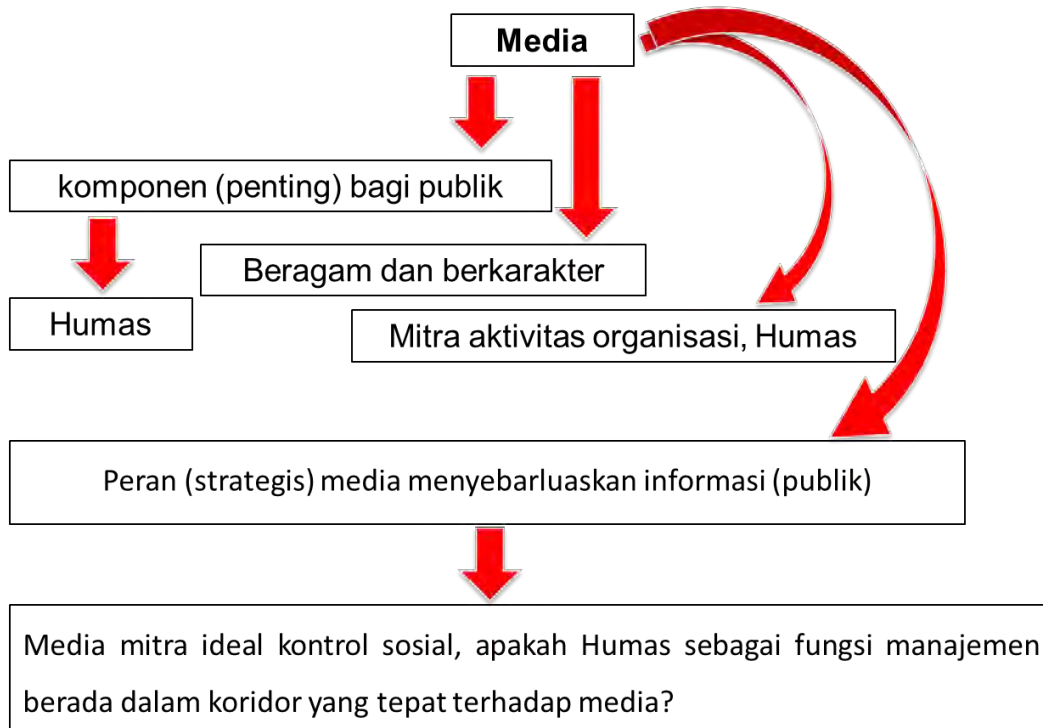 Media
komponen (penting) bagi publik
Beragam dan berkarakter
Humas
Mitra aktivitas organisasi, Humas
Peran (strategis) media menyebarluaskan informasi (publik)
Media mitra ideal kontrol sosial, apakah Humas sebagai fungsi manajemen
berada dalam koridor yang tepat terhadap media?